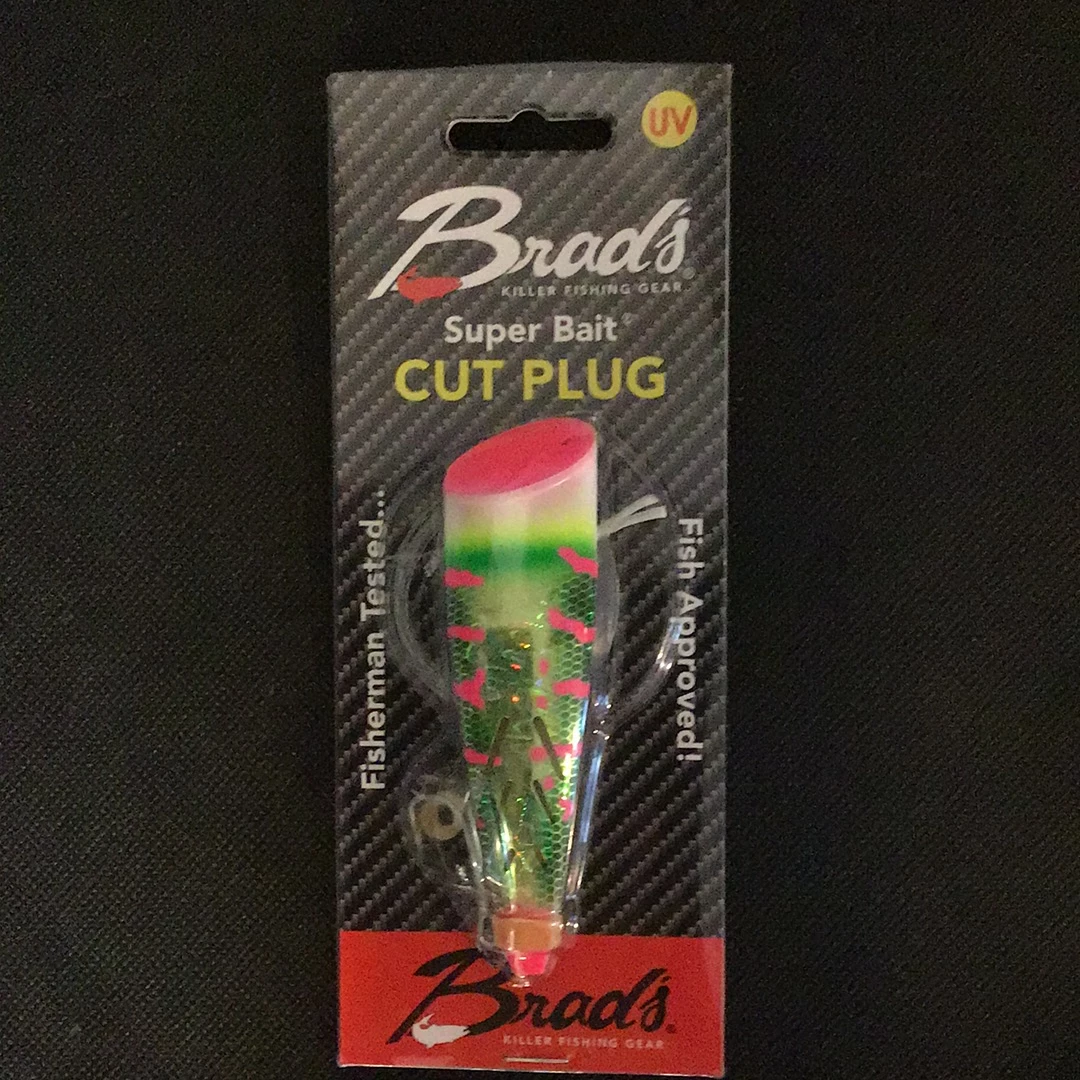 UV
Brad's®
KILLER FISHING GEAR
Super Bait®
CUT PLUG
Fisherman Tested...
Fish Approved!
Brad's®
KILLER FISHING GEAR